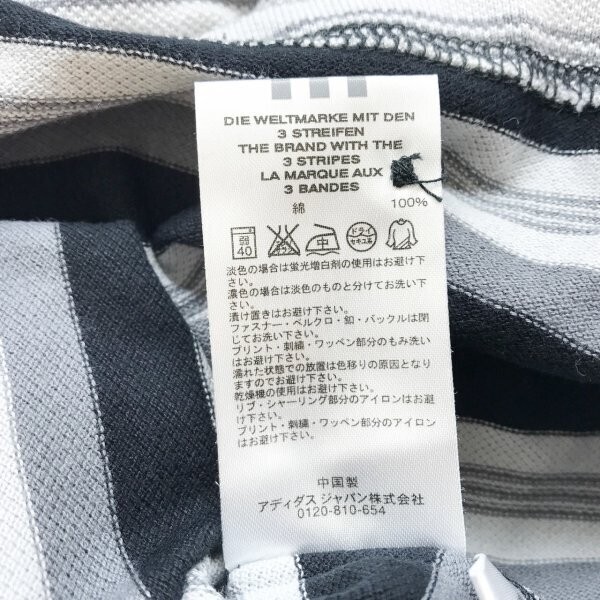 DIE WELTMARKE MIT DEN
3 STREIFEN
THE BRAND WITH THE
3 STRIPES
LA MARQUE AUX
3 BANDES
綿 100%
弱 40 エンソサラシ 中 ドライ セキユ系
淡色の場合は蛍光増白剤の使用はお避け下
さい。
濃色の場合は淡色のものと分けてお洗い下
さい。
漬け置きはお避け下さい。
ファスナー・ベルクロ・釦・バックルは閉
じてお洗い下さい。
プリント・刺繍・ワッペン部分のもみ洗い
はお避け下さい。
濡れた状態での放置は色移りの原因となり
ますのでお避け下さい。
乾燥機の使用はお避け下さい。
リブ・シャーリング部分のアイロンはお避
け下さい。
プリント・刺繍・ワッペン部分のアイロン
はお避け下さい。
中国製
アディダス ジャパン株式会社
0120-810-654